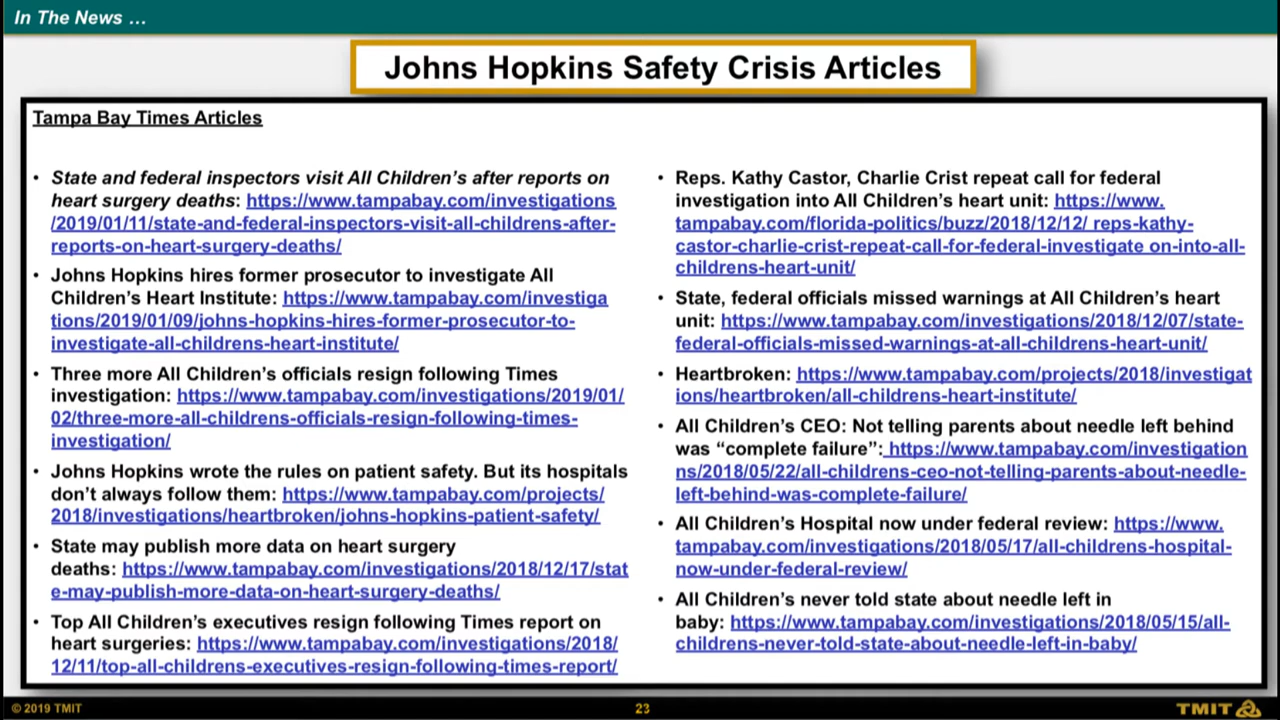 In The News …
Johns Hopkins Safety Crisis Articles
Tampa Bay Times Articles
• State and federal inspectors visit All Children's after reports on
heart surgery deaths: https://www.tampabay.com/investigations
/2019/01/11/state-and-federal-inspectors-visit-all-childrens-after-
reports-on-heart-surgery-deaths/
• Johns Hopkins hires former prosecutor to investigate All
Children's Heart Institute: https://www.tampabay.com/investiga
tions/2019/01/09/johns-hopkins-hires-former-prosecutor-to-
investigate-all-childrens-heart-institute/
• Three more All Children's officials resign following Times
investigation: https://www.tampabay.com/investigations/2019/01/
02/three-more-all-childrens-officials-resign-following-times-
investigation/
• Johns Hopkins wrote the rules on patient safety. But its hospitals
don't always follow them: https://www.tampabay.com/projects/
2018/investigations/heartbroken/johns-hopkins-patient-safety/
• State may publish more data on heart surgery
deaths: https://www.tampabay.com/investigations/2018/12/17/stat
e-may-publish-more-data-on-heart-surgery-deaths/
• Top All Children's executives resign following Times report on
heart surgeries: https://www.tampabay.com/investigations/2018/
12/11/top-all-childrens-executives-resign-following-times-report/
• Reps. Kathy Castor, Charlie Crist repeat call for federal
investigation into All Children's heart unit: https://www.
tampabay.com/florida-politics/buzz/2018/12/12/ reps-kathy-
castor-charlie-crist-repeat-call-for-federal-investigate on-into-all-
childrens-heart-unit/
• State, federal officials missed warnings at All Children's heart
unit: https://www.tampabay.com/investigations/2018/12/07/state-
federal-officials-missed-warnings-at-all-childrens-heart-unit/
• Heartbroken: https://www.tampabay.com/projects/2018/investigat
ions/heartbroken/all-childrens-heart-institute/
• All Children's CEO: Not telling parents about needle left behind
was “complete failure”: https://www.tampabay.com/investigation
ns/2018/05/22/all-childrens-ceo-not-telling-parents-about-needle-
left-behind-was-complete-failure/
• All Children's Hospital now under federal review: https://www.
tampabay.com/investigations/2018/05/17/all-childrens-hospital-
now-under-federal-review/
• All Children's never told state about needle left in
baby: https://www.tampabay.com/investigations/2018/05/15/all-
childrens-never-told-state-about-needle-left-in-baby/
© 2019 TMIT
23
TMIT